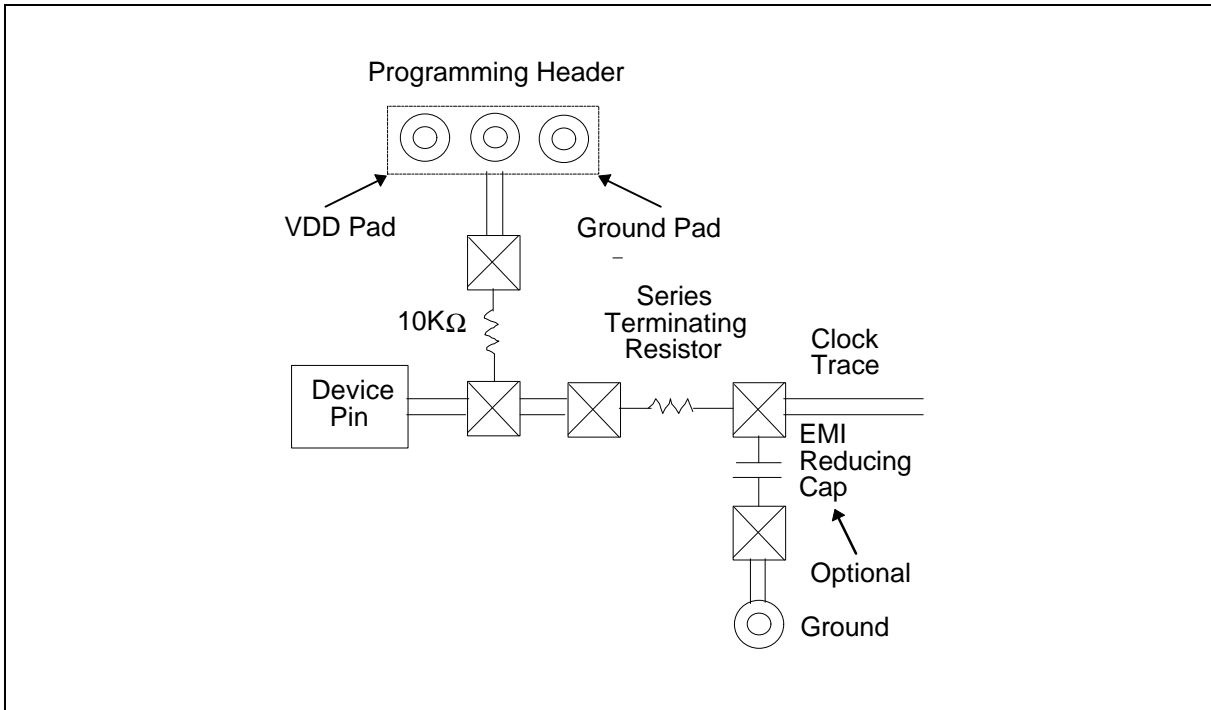 Programming Header
VDD Pad
Ground Pad
10KΩ
Series
Terminating
Resistor
Clock
Trace
Device
Pin
EMI
Reducing
Cap
Optional
Ground